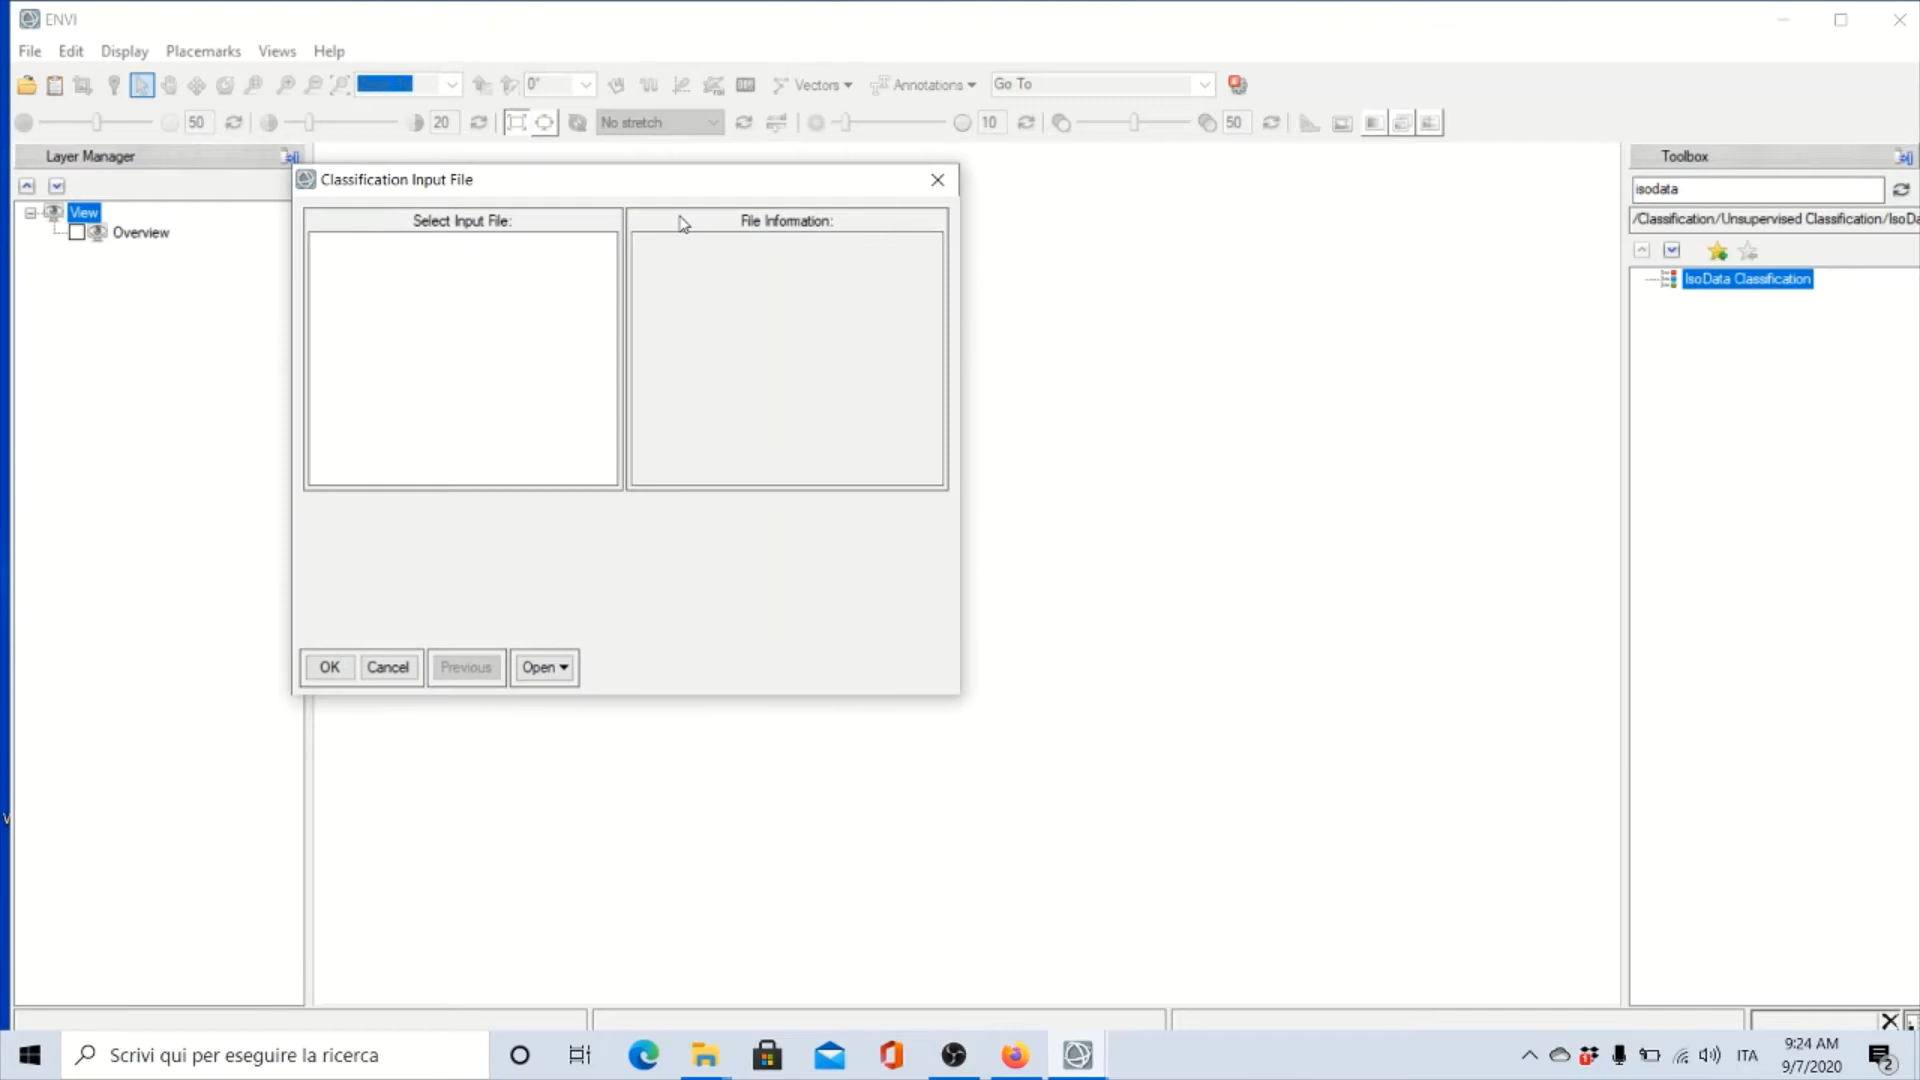 ENVI
File Edit Display Placemarks Views Help
0° Vectors Annotations Go To
50 20 No stretch 10 50
Layer Manager
View
Overview
Classification Input File
Select Input File:
File Information:
OK Cancel Previous Open
Toolbox
isodata
/Classification/Unsupervised Classification/IsoDa
IsoData Classification
Scrivi qui per eseguire la ricerca
ITA
9:24 AM
9/7/2020
2